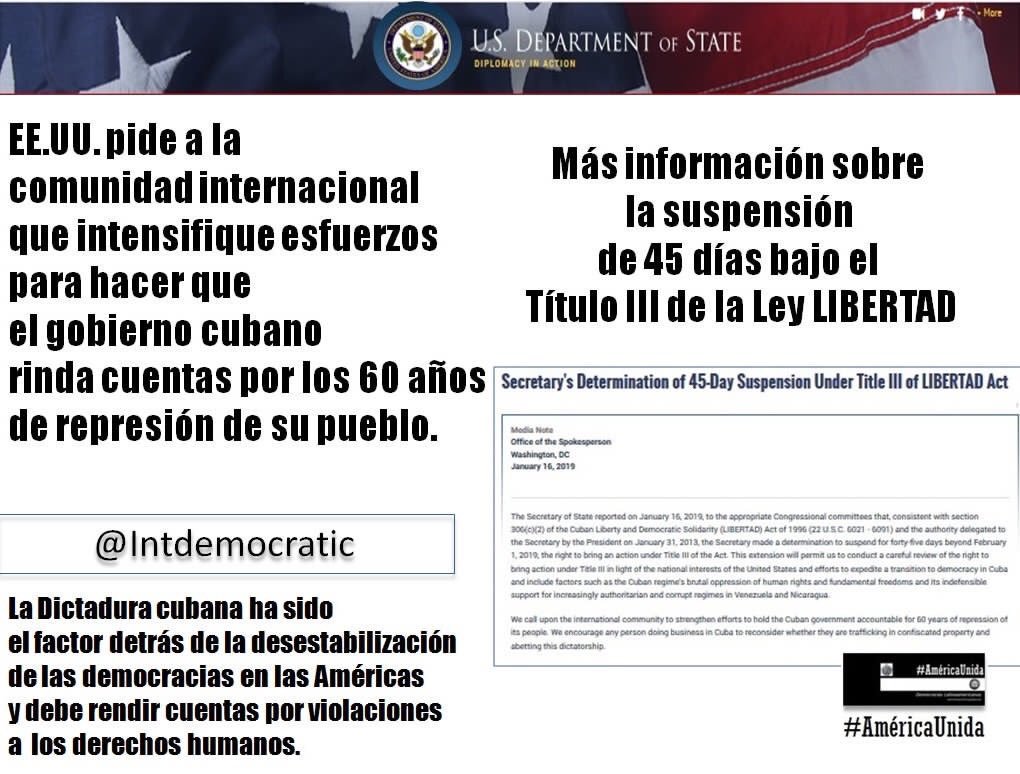 U.S. DEPARTMENT OF STATE
DIPLOMACY IN ACTION
More
EE.UU. pide a la
comunidad internacional
que intensifique esfuerzos
para hacer que
el gobierno cubano
rinda cuentas por los 60 años
de represión de su pueblo.
@Intdemocratic
La Dictadura cubana ha sido
el factor detrás de la desestabilización
de las democracias en las Américas
y debe rendir cuentas por violaciones
a los derechos humanos.
Más información sobre
la suspensión
de 45 días bajo el
Título III de la Ley LIBERTAD
Secretary's Determination of 45-Day Suspension Under Title III of LIBERTAD Act
Media Note
Office of the Spokesperson
Washington, DC
January 16, 2019
The Secretary of State reported on January 16, 2019, to the appropriate Congressional committees that, consistent with section
306(c)(2) of the Cuban Liberty and Democratic Solidarity (LIBERTAD) Act of 1996 (22 U.S.C. 6021 - 6091) and the authority delegated to
the Secretary by the President on January 31, 2013, the Secretary made a determination to suspend for forty-five days beyond February
1, 2019, the right to bring an action under Title III of the Act. This extension will permit us to conduct a careful review of the right to
bring action under Title III in light of the national interests of the United States and efforts to expedite a transition to democracy in Cuba
and include factors such as the Cuban regime's brutal oppression of human rights and fundamental freedoms and its indefensible
support for increasingly authoritarian and corrupt regimes in Venezuela and Nicaragua.
We call upon the international community to strengthen efforts to hold the Cuban government accountable for 60 years of repression of
its people. We encourage any person doing business in Cuba to reconsider whether they are trafficking in confiscated property and
abetting this dictatorship.
#AméricaUnida
#AméricaUnida